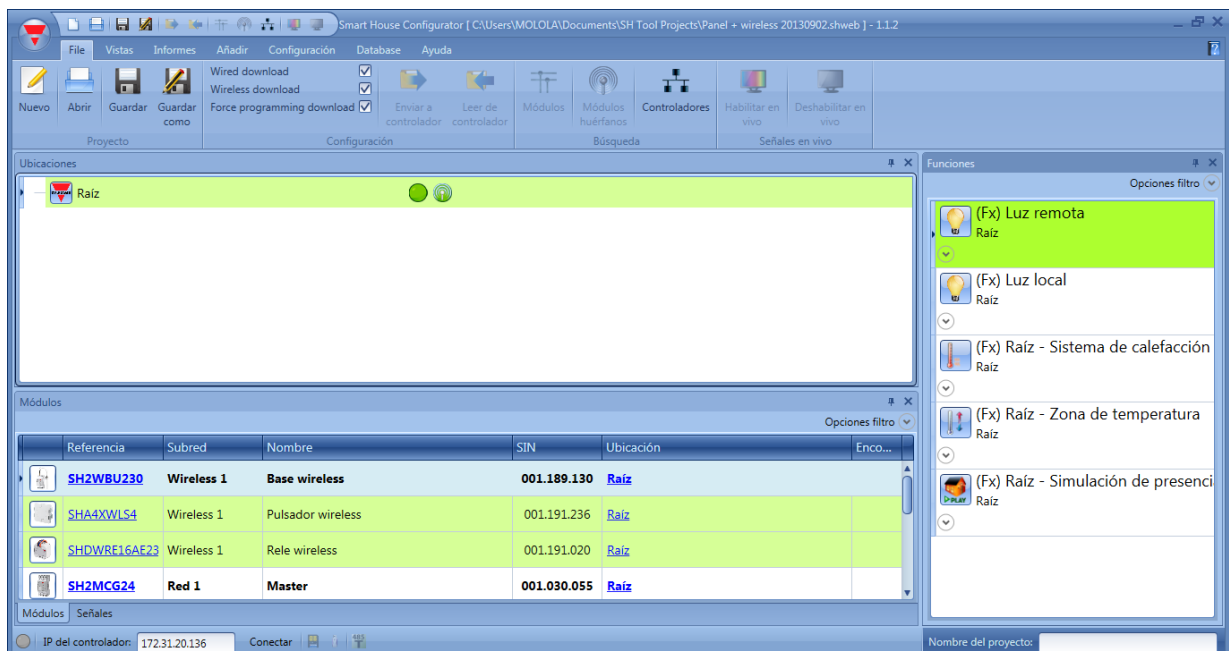 Smart House Configurator [ C:\Users\MOLOLA\Documents\SH Tool Projects\Panel + wireless 20130902.shweb ] - 1.1.2
File Vistas Informes Añadir Configuración Database Ayuda
Nuevo Abrir Guardar Guardar como
Proyecto
Wired download
Wireless download
Force programming download
Enviar a controlador Leer de controlador
Configuración
Módulos Módulos huérfanos Controladores
Búsqueda
Habilitar en vivo Deshabilitar en vivo
Señales en vivo
Ubicaciones
Raíz
Módulos
Opciones filtro
Referencia Subred Nombre SIN Ubicación Enco...
SH2WBU230 Wireless 1 Base wireless 001.189.130 Raíz
SHA4XWLS4 Wireless 1 Pulsador wireless 001.191.236 Raíz
SHDWRE16AE23 Wireless 1 Rele wireless 001.191.020 Raíz
SH2MCG24 Red 1 Master 001.030.055 Raíz
Módulos Señales
IP del controlador: 172.31.20.136 Conectar
Funciones
Opciones filtro
(Fx) Luz remota
Raíz
(Fx) Luz local
Raíz
(Fx) Raíz - Sistema de calefacción
Raíz
(Fx) Raíz - Zona de temperatura
Raíz
(Fx) Raíz - Simulación de presenci
Raíz
PLAY
Nombre del proyecto: